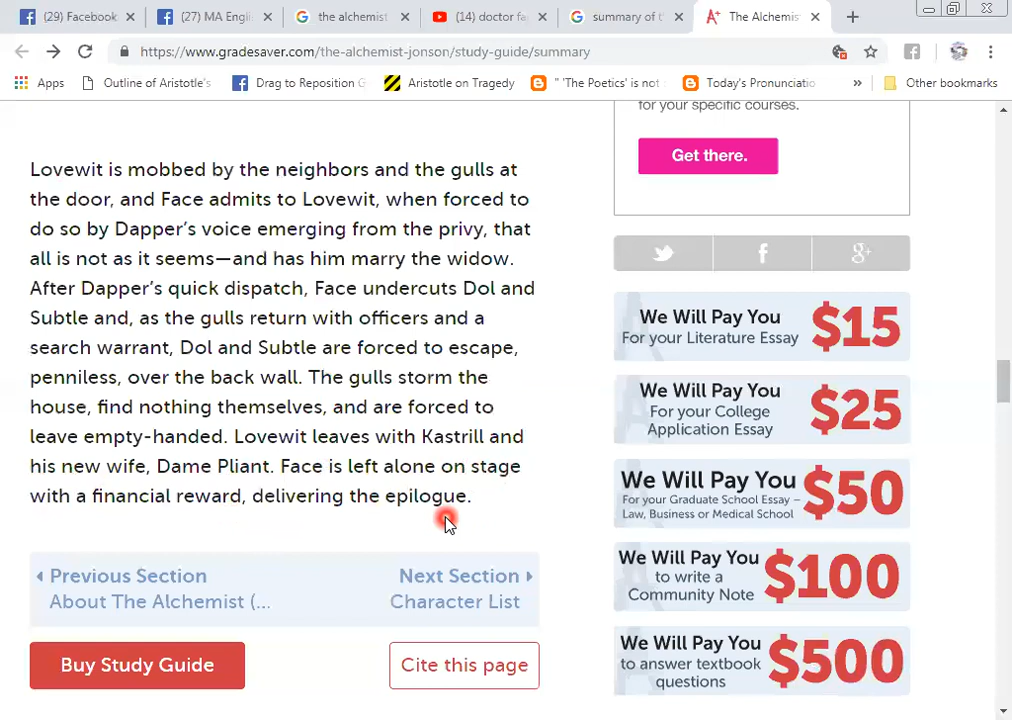 (29) Facebook
(27) MA Engli
the alchemist
(14) doctor fa
summary of t
The Alchemis
https://www.gradesaver.com/the-alchemist-jonson/study-guide/summary
Apps
Outline of Aristotle's
Drag to Reposition
Aristotle on Tragedy
" 'The Poetics' is not
Today's Pronunciatio
»
Other bookmarks
Lovewit is mobbed by the neighbors and the gulls at
the door, and Face admits to Lovewit, when forced to
do so by Dapper's voice emerging from the privy, that
all is not as it seems—and has him marry the widow.
After Dapper's quick dispatch, Face undercuts Dol and
Subtle and, as the gulls return with officers and a
search warrant, Dol and Subtle are forced to escape,
penniless, over the back wall. The gulls storm the
house, find nothing themselves, and are forced to
leave empty-handed. Lovewit leaves with Kastrill and
his new wife, Dame Pliant. Face is left alone on stage
with a financial reward, delivering the epilogue.
Previous Section
About The Alchemist (...
Next Section
Character List
Buy Study Guide
Cite this page
for your specific courses.
Get there.
We Will Pay You
For your Literature Essay
$15
We Will Pay You
For your College
Application Essay
$25
We Will Pay You
For your Graduate School Essay –
Law, Business or Medical School
$50
We Will Pay You
to write a
Community Note
$100
We Will Pay You
to answer textbook
questions
$500